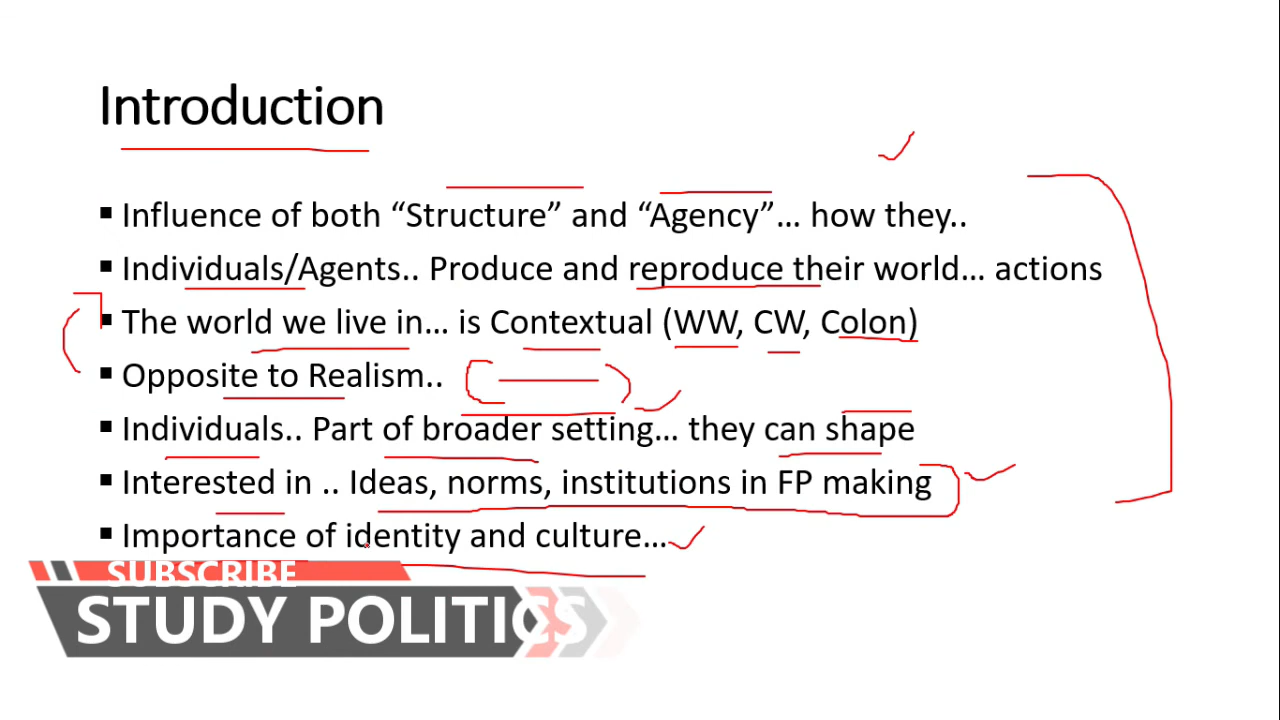 Introduction
▪ Influence of both “Structure” and “Agency”... how they..
▪ Individuals/Agents.. Produce and reproduce their world... actions
▪ The world we live in... is Contextual (WW, CW, Colon)
▪ Opposite to Realism..
▪ Individuals.. Part of broader setting... they can shape
▪ Interested in .. Ideas, norms, institutions in FP making
▪ Importance of identity and culture...
SUBSCRIBE
STUDY POLITICS